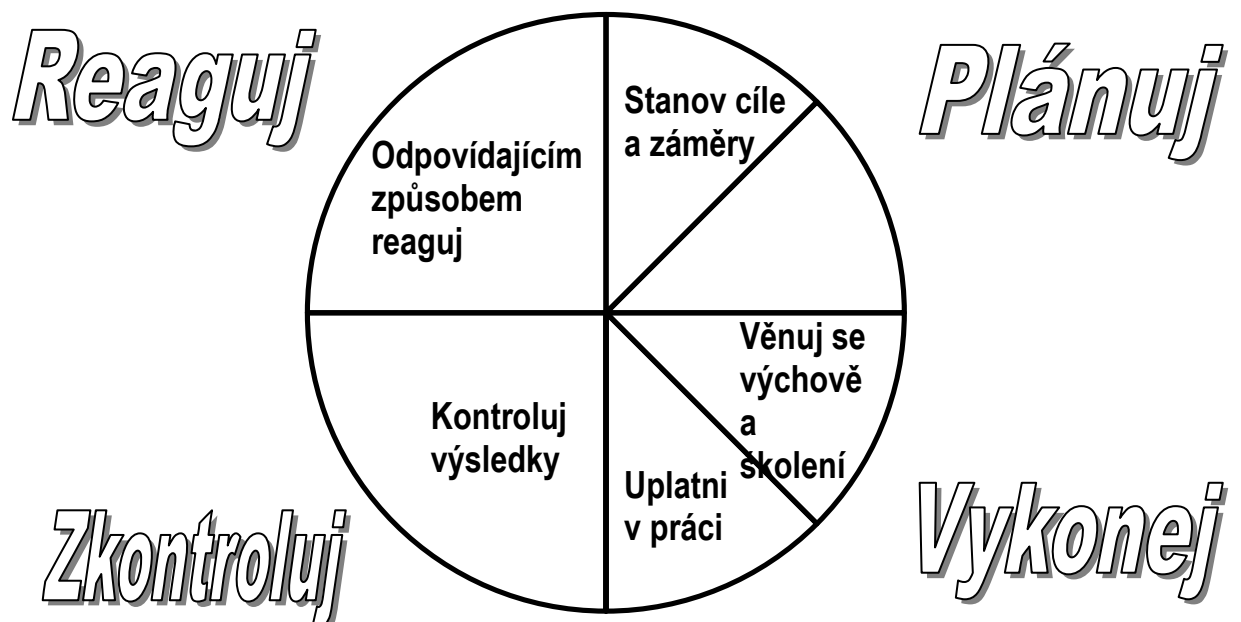 Reaguj
Plánuj
Stanov cíle
a záměry
Odpovídajícím
způsobem
reaguj
Věnuj se
výchově
a
školení
Kontroluj
výsledky
Uplatni
v práci
Zkontroluj
Vykonej